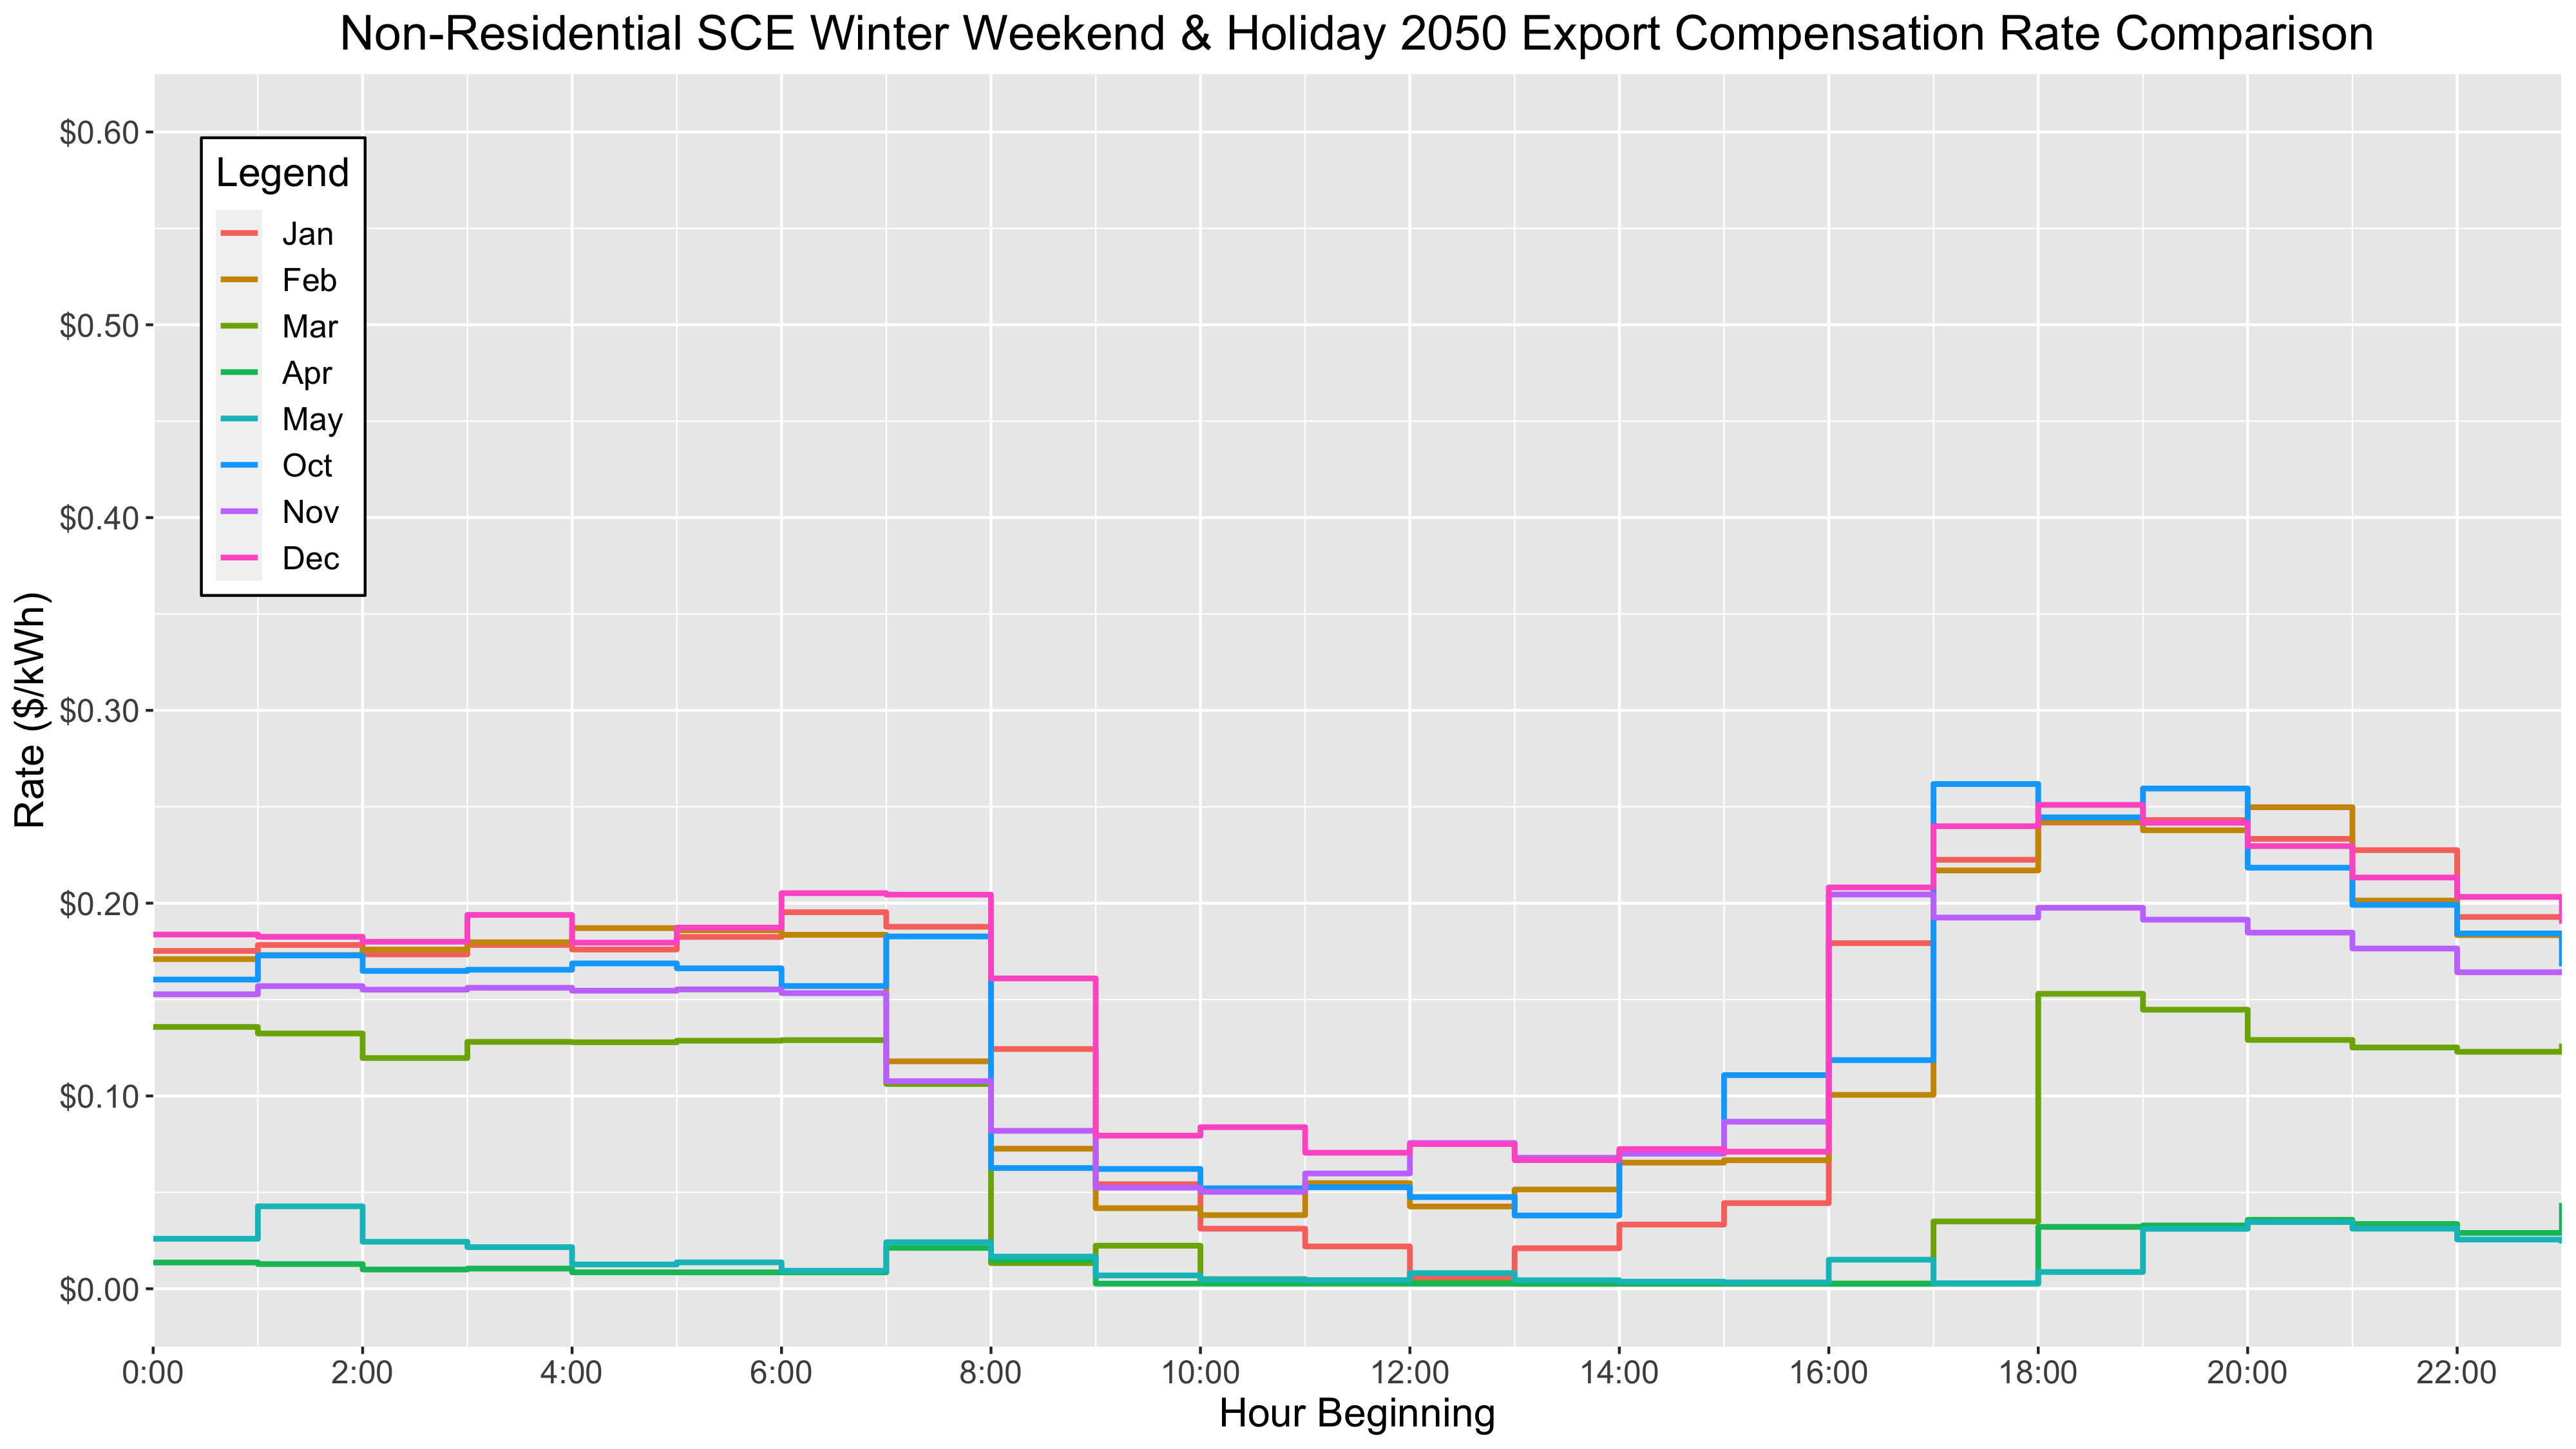 Non-Residential SCE Winter Weekend & Holiday 2050 Export Compensation Rate Comparison
$0.60
$0.50
$0.40
$0.30
$0.20
$0.10
$0.00
Rate ($/kWh)
Legend
Jan
Feb
Mar
Apr
May
Oct
Nov
Dec
0:00 2:00 4:00 6:00 8:00 10:00 12:00 14:00 16:00 18:00 20:00 22:00
Hour Beginning